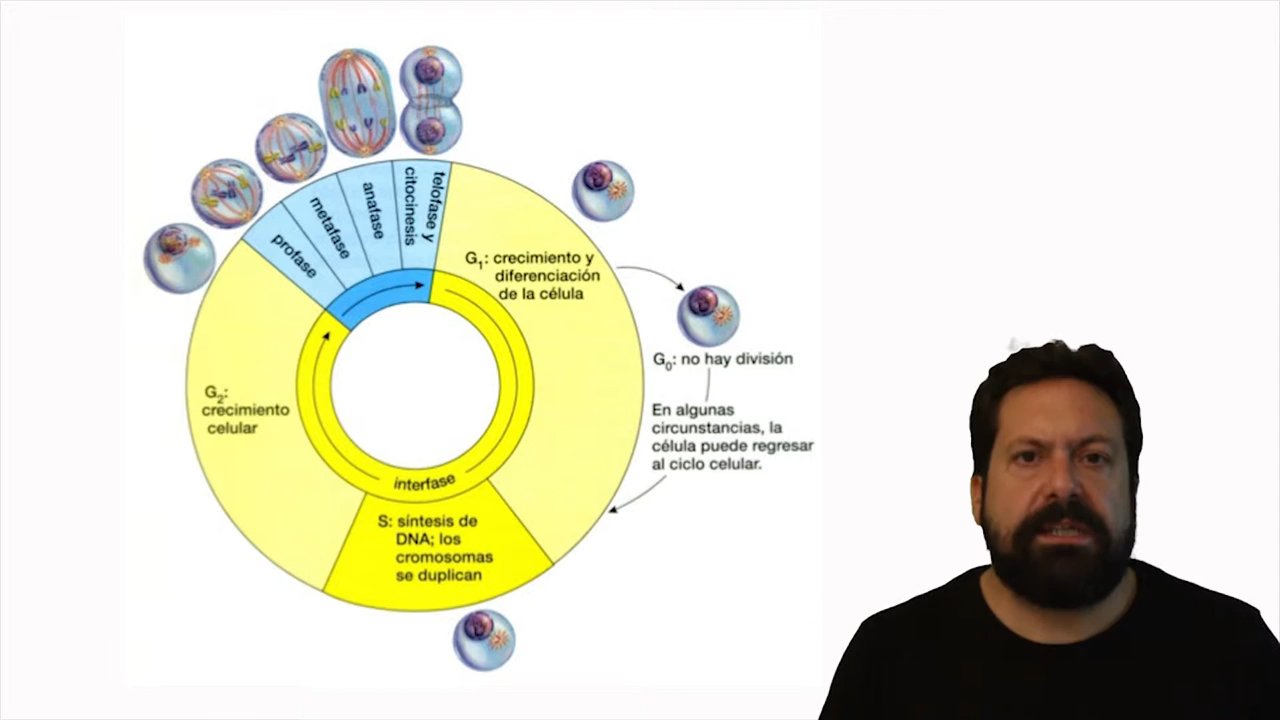 profase
metafase
anafase
telofase y
citocinesis
G₁: crecimiento y
diferenciación
de la célula
G₀: no hay división
En algunas
circunstancias, la
célula puede regresar
al ciclo celular.
G₂:
crecimiento
celular
interfase
S: síntesis de
DNA; los
cromosomas
se duplican